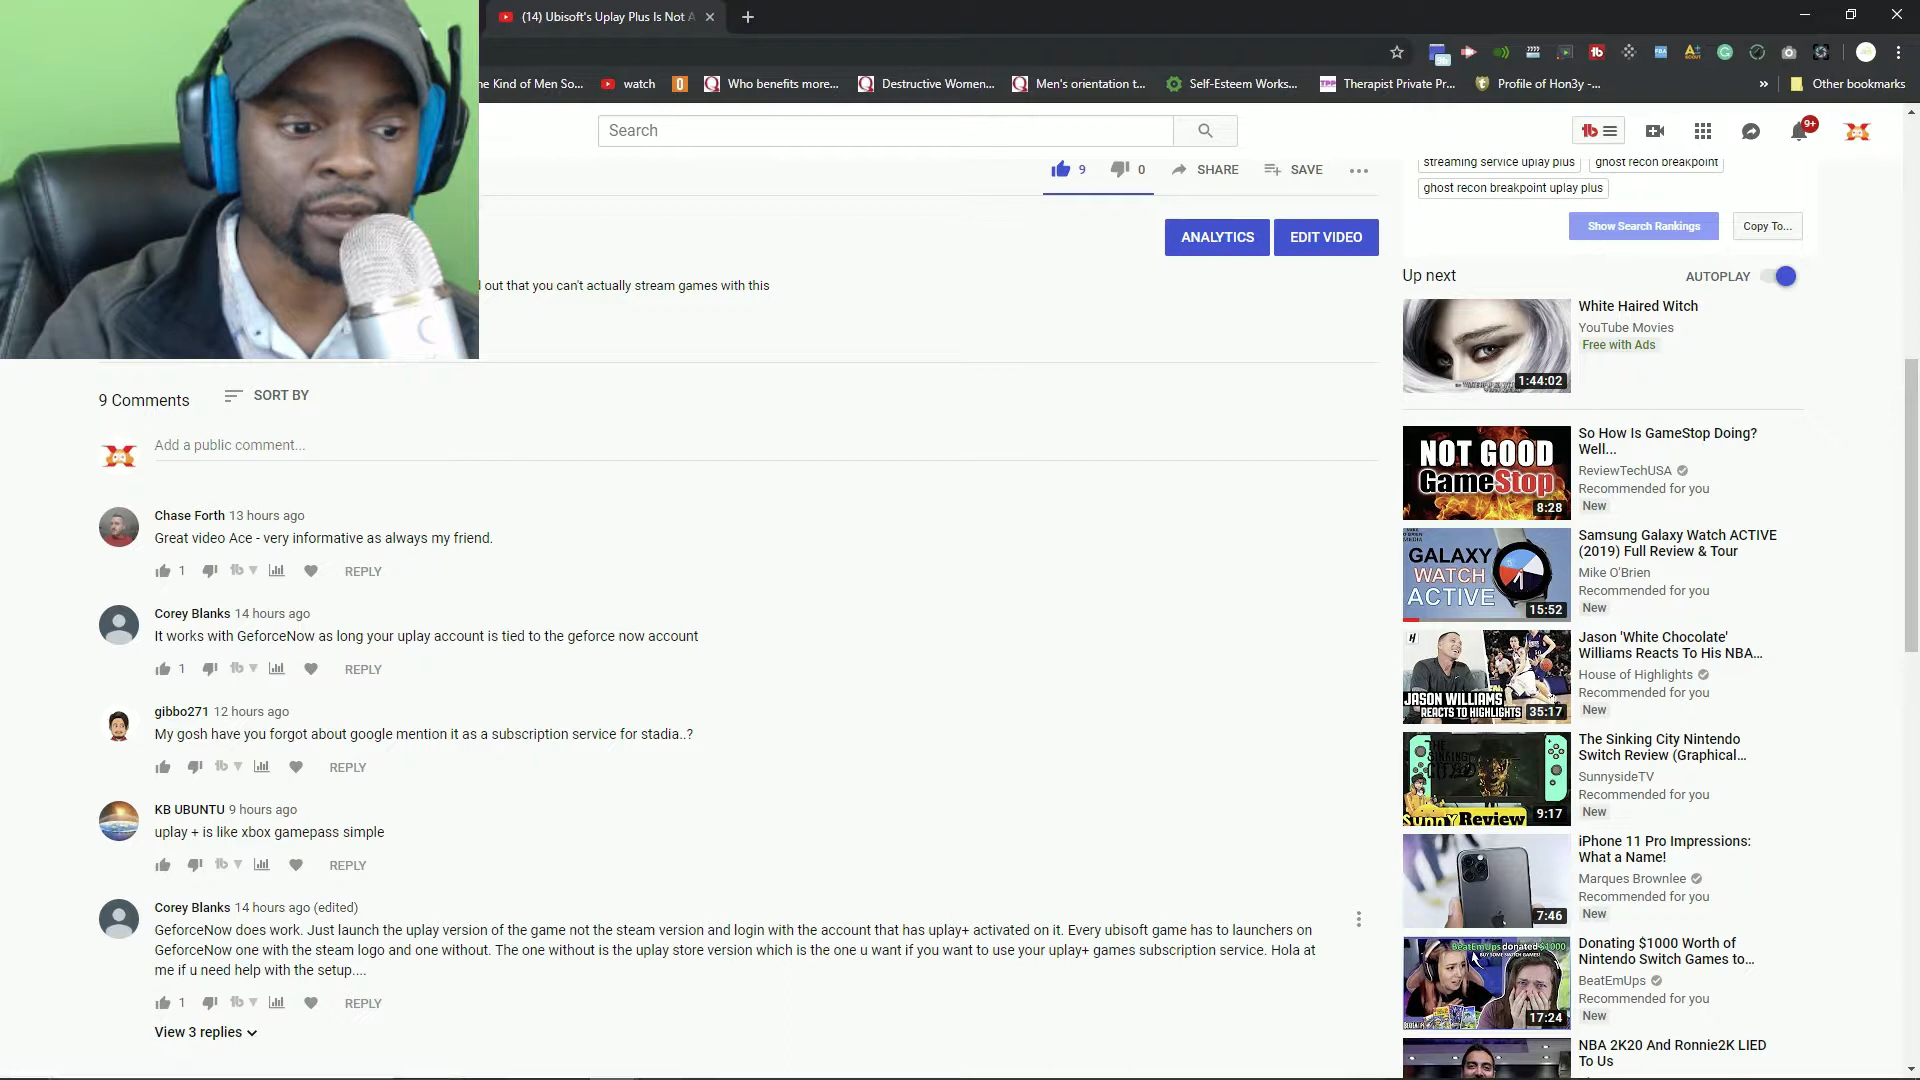 (14) Ubisoft's Uplay Plus Is Not A
ne Kind of Men So...
watch
Who benefits more...
Destructive Women...
Men's orientation t...
Self-Esteem Works...
Therapist Private Pr...
Profile of Hon3y -...
»
Other bookmarks
Search
9+
9
0
SHARE
SAVE
streaming service uplay plus
ghost recon breakpoint
ghost recon breakpoint uplay plus
Show Search Rankings
Copy To...
ANALYTICS
EDIT VIDEO
out that you can't actually stream games with this
Up next
AUTOPLAY
White Haired Witch
YouTube Movies
Free with Ads
1:44:02
9 Comments
SORT BY
Add a public comment...
Chase Forth 13 hours ago
Great video Ace - very informative as always my friend.
1
REPLY
Corey Blanks 14 hours ago
It works with GeforceNow as long your uplay account is tied to the geforce now account
1
REPLY
gibbo271 12 hours ago
My gosh have you forgot about google mention it as a subscription service for stadia..?
REPLY
KB UBUNTU 9 hours ago
uplay + is like xbox gamepass simple
REPLY
Corey Blanks 14 hours ago (edited)
GeforceNow does work. Just launch the uplay version of the game not the steam version and login with the account that has uplay+ activated on it. Every ubisoft game has to launchers on
GeforceNow one with the steam logo and one without. The one without is the uplay store version which is the one u want if you want to use your uplay+ games subscription service. Hola at
me if u need help with the setup....
1
REPLY
View 3 replies
NOT GOOD
GameStop
8:28
So How Is GameStop Doing?
Well...
ReviewTechUSA
Recommended for you
New
GALAXY
WATCH
ACTIVE
15:52
Samsung Galaxy Watch ACTIVE
(2019) Full Review & Tour
Mike O'Brien
Recommended for you
New
JASON WILLIAMS
REACTS TO HIGHLIGHTS
35:17
Jason 'White Chocolate'
Williams Reacts To His NBA...
House of Highlights
Recommended for you
New
THE
SINKING
CITY
SunnyReview
9:17
The Sinking City Nintendo
Switch Review (Graphical...
SunnysideTV
Recommended for you
New
7:46
iPhone 11 Pro Impressions:
What a Name!
Marques Brownlee
Recommended for you
New
BeatEmUps donated $1000
BUY SOME SWITCH GAMES!
17:24
Donating $1000 Worth of
Nintendo Switch Games to...
BeatEmUps
Recommended for you
New
NBA 2K20 And Ronnie2K LIED
To Us